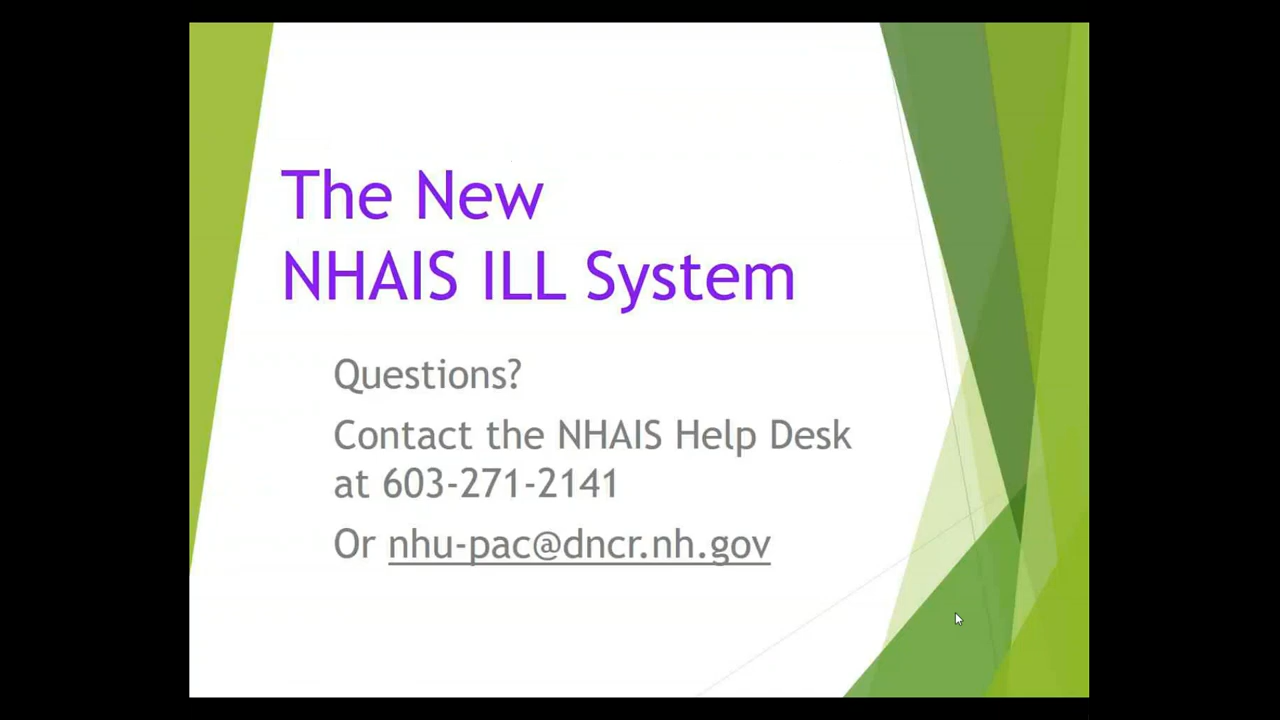 The New
NHAIS ILL System
Questions?
Contact the NHAIS Help Desk
at 603-271-2141
Or nhu-pac@dncr.nh.gov